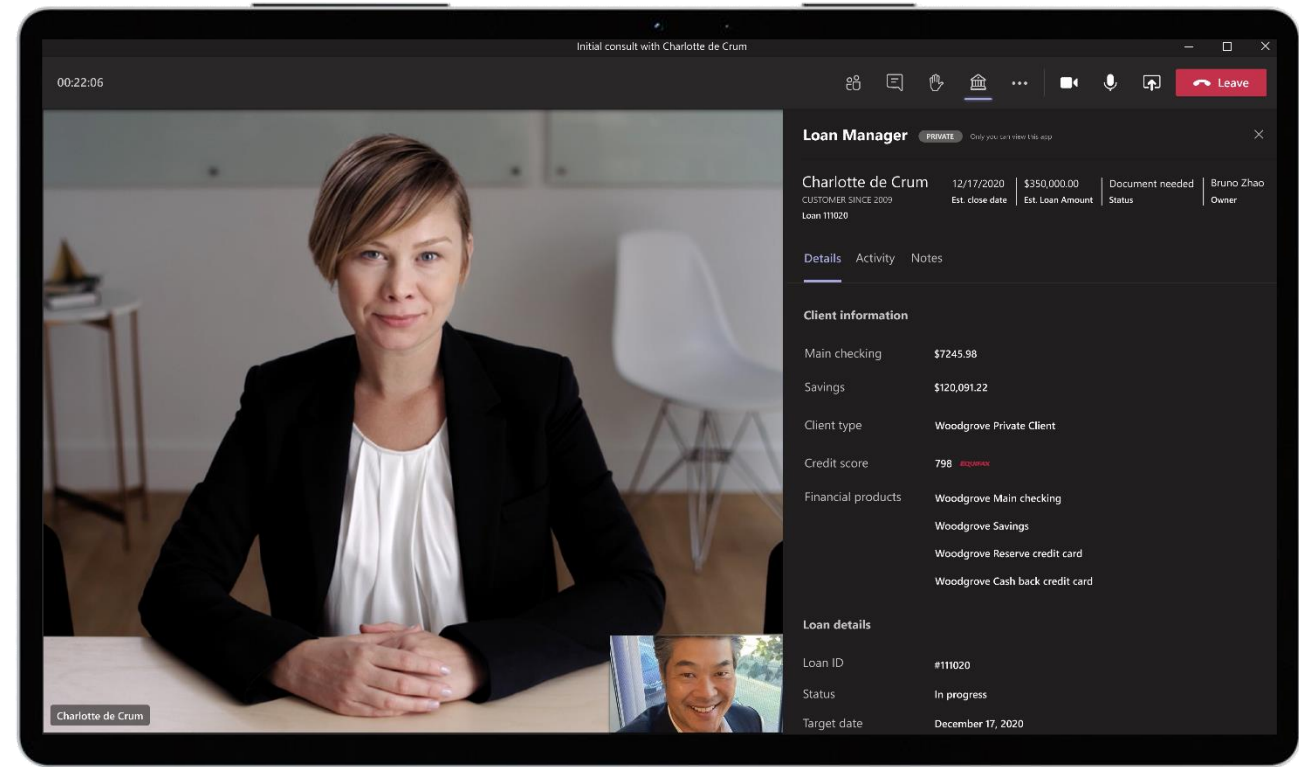 Initial consult with Charlotte de Crum
00:22:06
Leave
Loan Manager PRIVATE Only you can view this app
Charlotte de Crum 12/17/2020 $350,000.00 Document needed Bruno Zhao
CUSTOMER SINCE 2009 Est. close date Est. Loan Amount Status Owner
Loan 111020
Details Activity Notes
Client information
Main checking $7245.98
Savings $120,091.22
Client type Woodgrove Private Client
Credit score 798
Financial products Woodgrove Main checking
Woodgrove Savings
Woodgrove Reserve credit card
Woodgrove Cash back credit card
Loan details
Loan ID #111020
Status In progress
Target date December 17, 2020
Charlotte de Crum